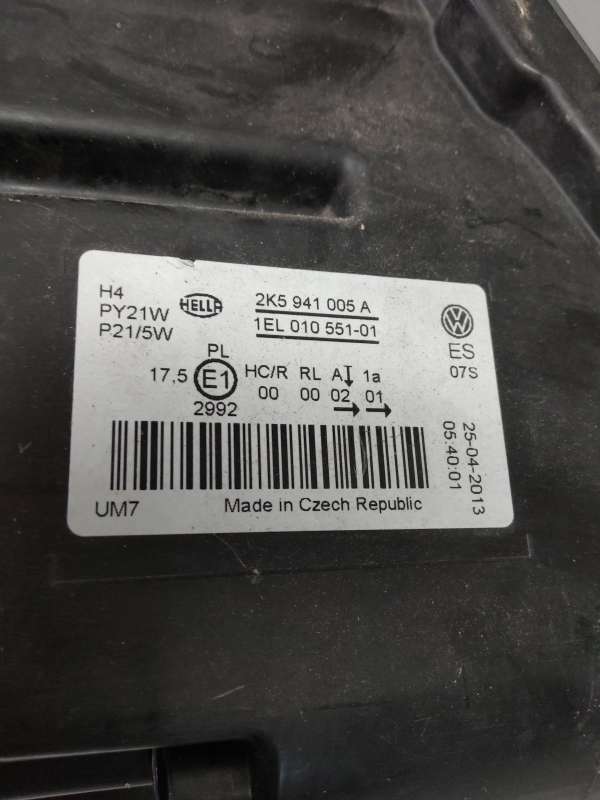 H4
PY21W
P21/5W
HELLA
2K5 941 005 A
1EL 010 551-01
VW
ES
07S
PL
17,5 E1
2992
HC/R RL A 1a
00 00 02 01
25-04-2013
05:40:01
UM7
Made in Czech Republic